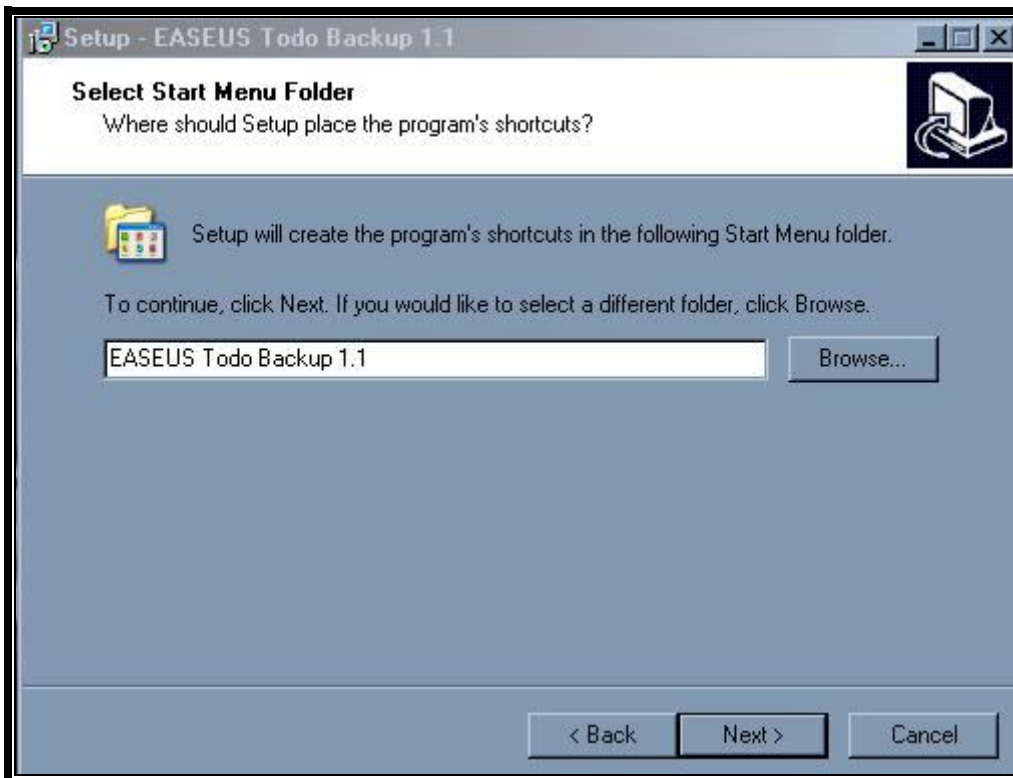 Setup - EASEUS Todo Backup 1.1
Select Start Menu Folder
Where should Setup place the program's shortcuts?
Setup will create the program's shortcuts in the following Start Menu folder.
To continue, click Next. If you would like to select a different folder, click Browse.
EASEUS Todo Backup 1.1
Browse...
< Back
Next >
Cancel